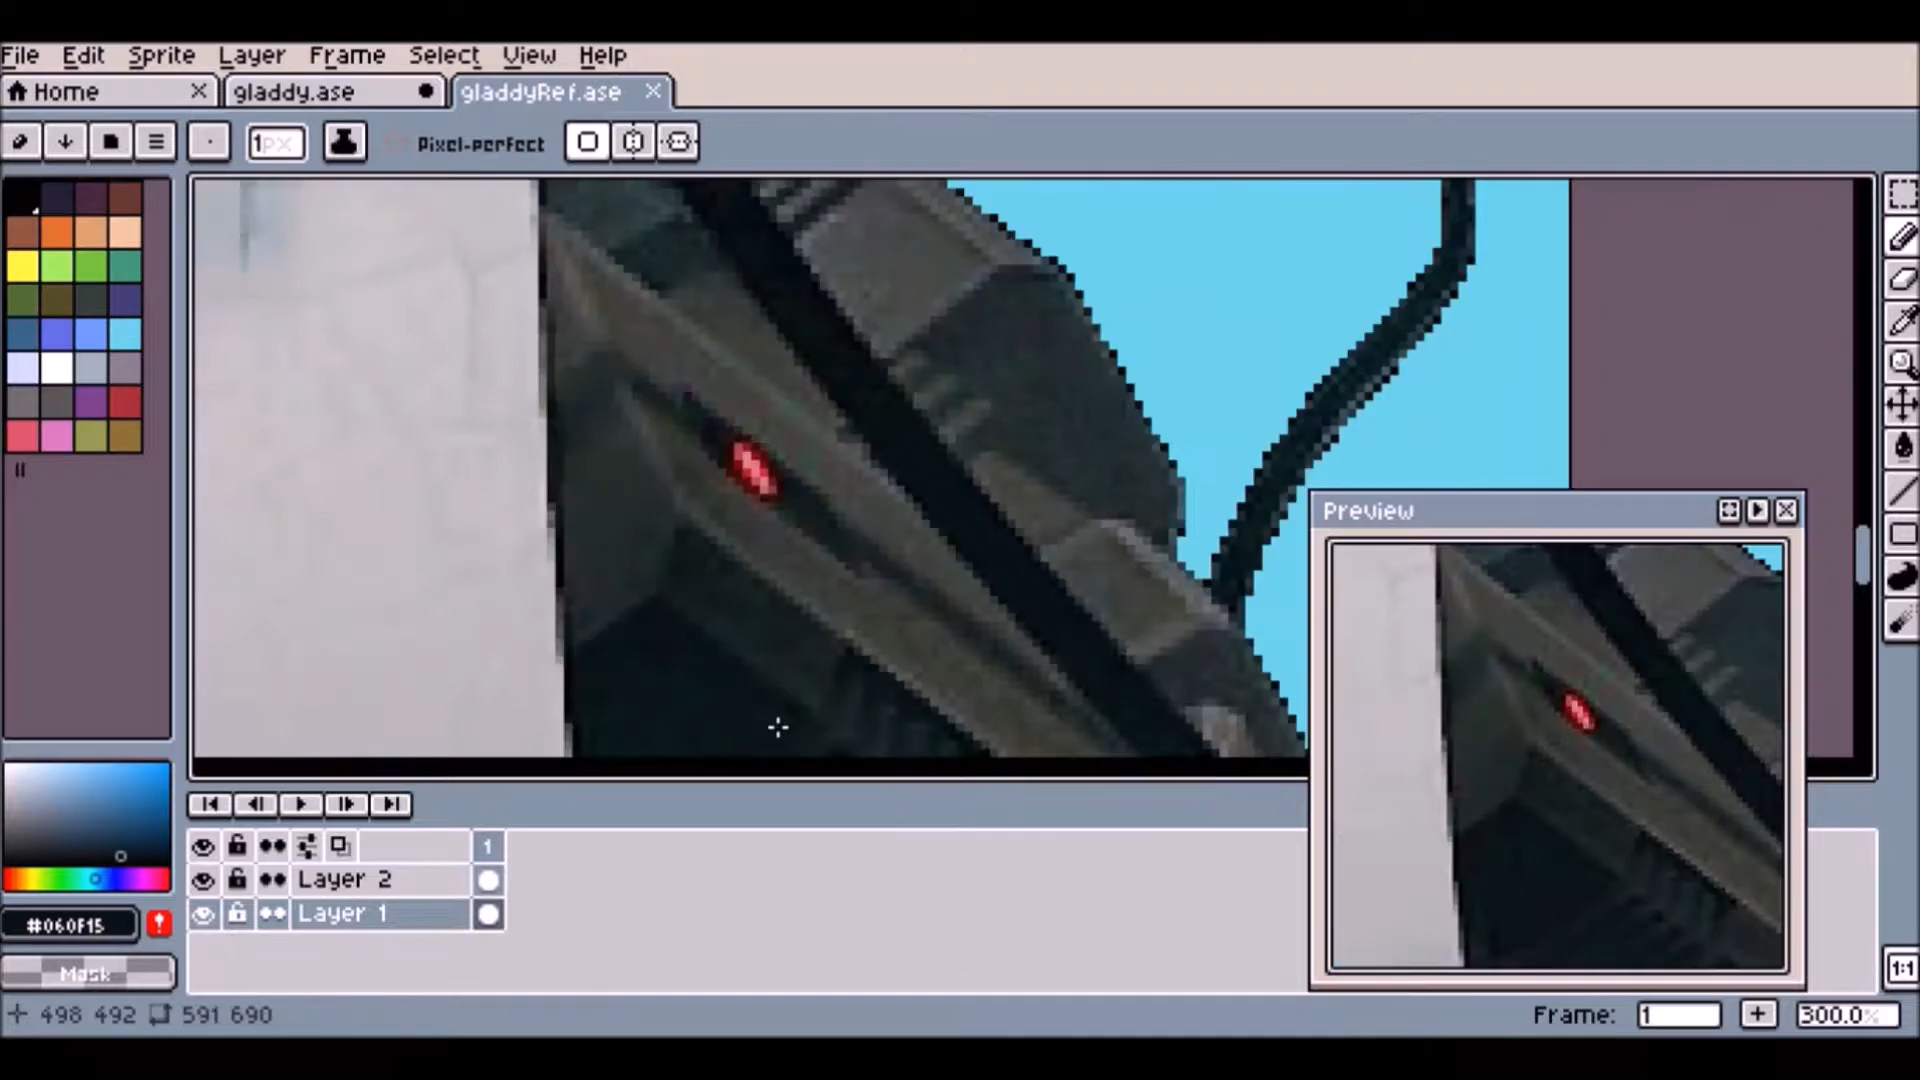 File Edit Sprite Layer Frame Select View Help
Home gladdy.ase gladdyRef.ase
1px Pixel-perfect
Preview
1
Layer 2
Layer 1
#060F15
Mask
1:1
498 492 591 690 Frame: 1 + 300.0%